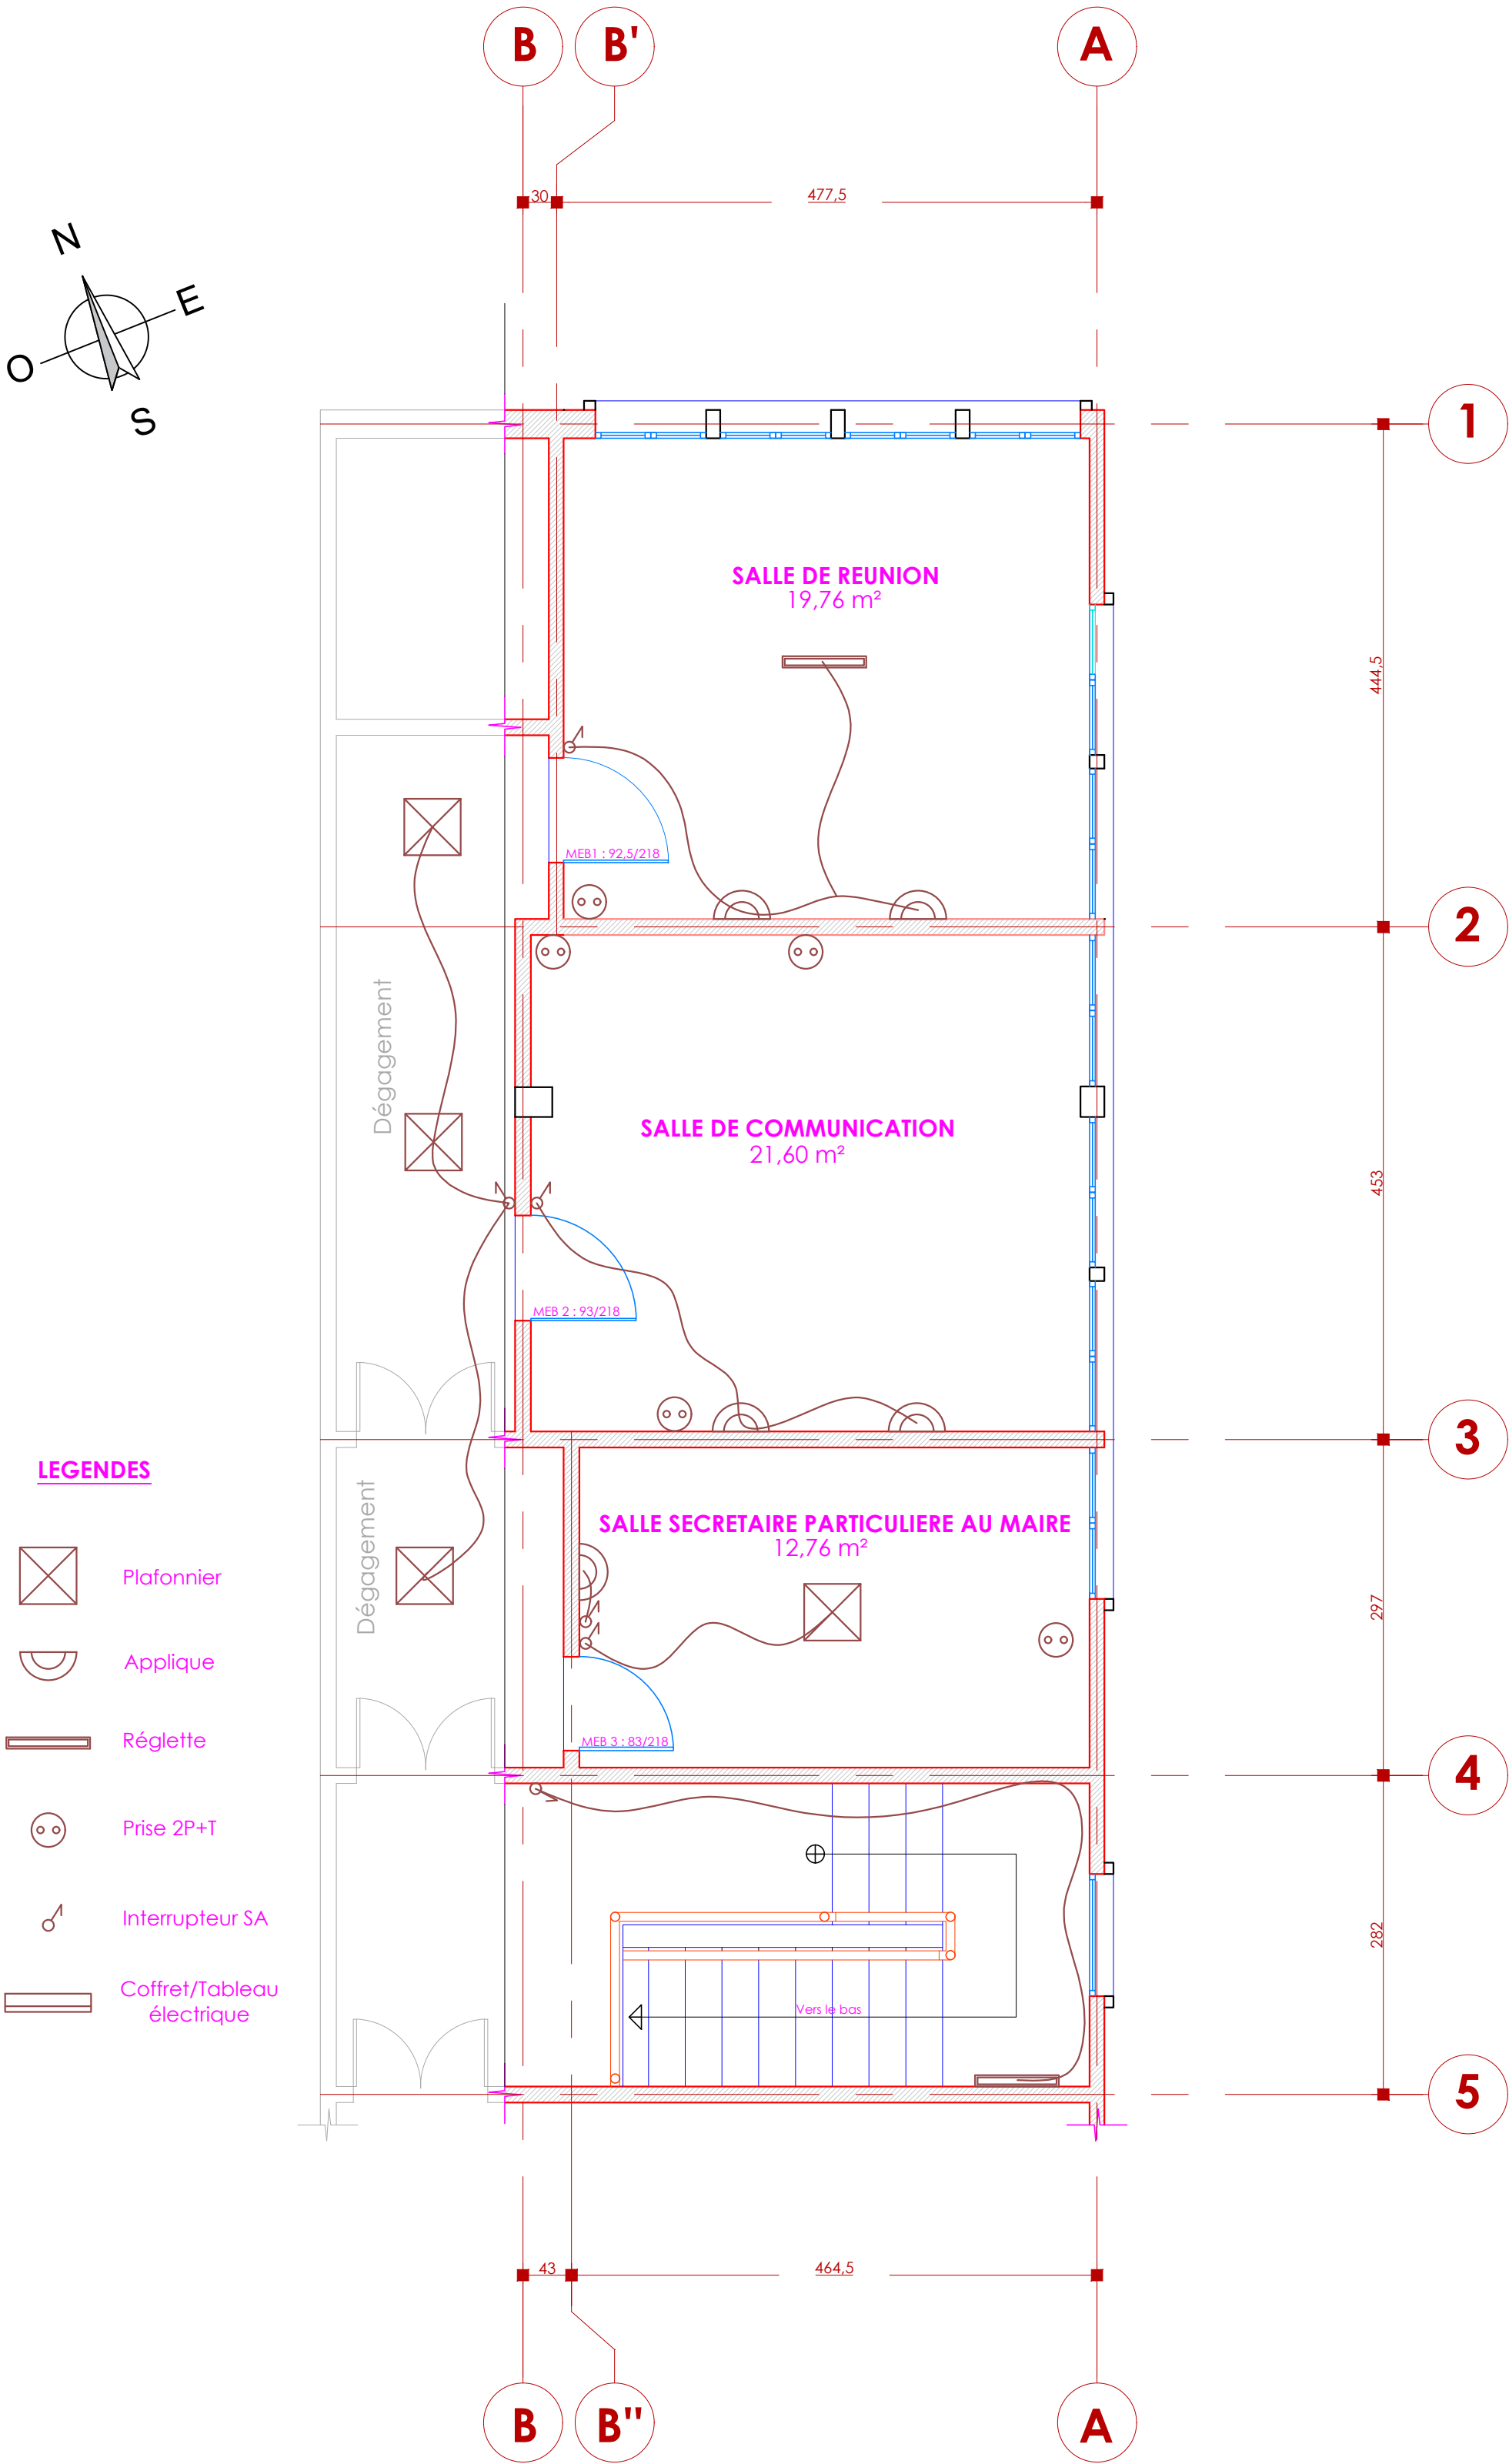 B
B'
A
30
477,5
N
E
O
S
1
SALLE DE REUNION
19,76 m²
444,5
MEB1 : 92,5/218
2
Dégagement
SALLE DE COMMUNICATION
21,60 m²
453
MEB 2 : 93/218
3
LEGENDES
Plafonnier
Applique
Réglette
Prise 2P+T
Interrupteur SA
Coffret/Tableau
électrique
Dégagement
SALLE SECRETAIRE PARTICULIERE AU MAIRE
12,76 m²
297
MEB 3 : 83/218
4
282
Vers le bas
5
43
464,5
B
B''
A